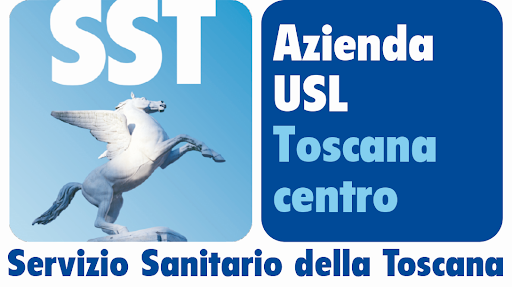 SST
Azienda
USL
Toscana
centro
Servizio Sanitario della Toscana